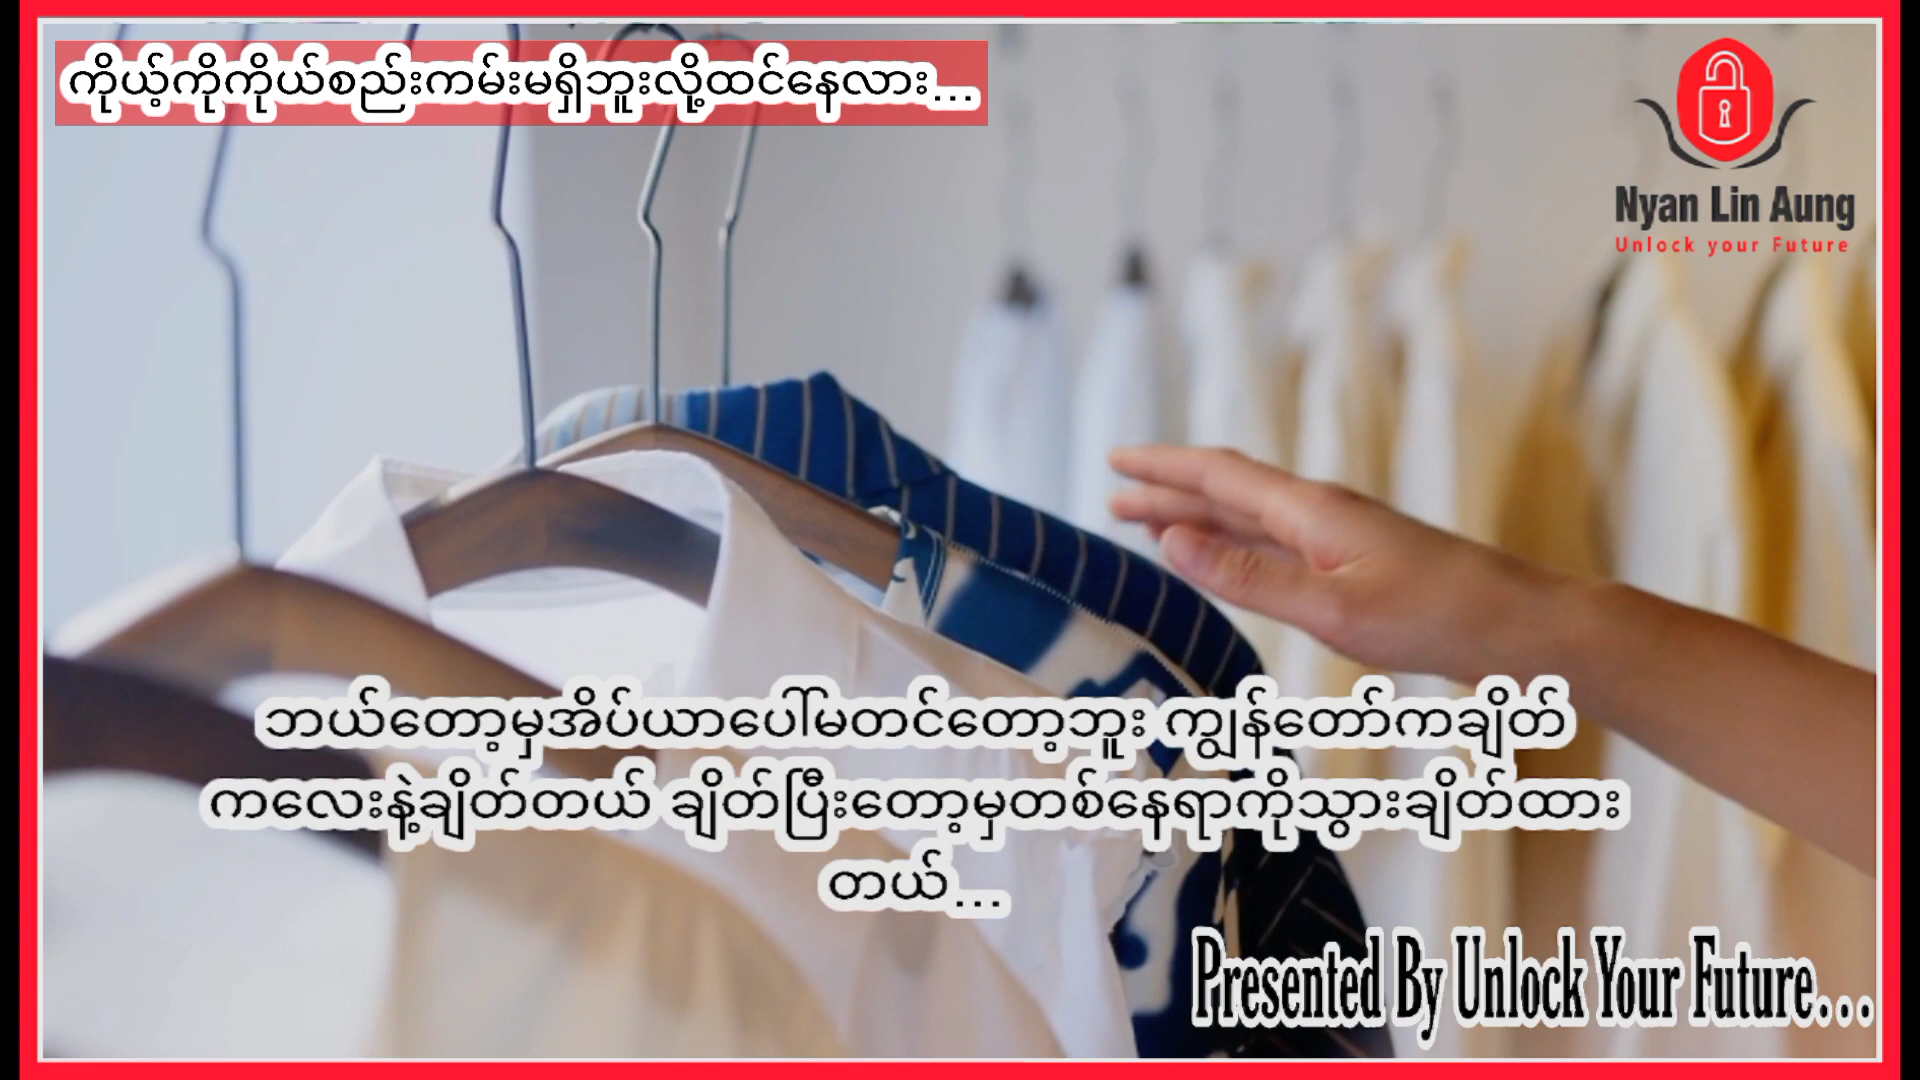 ကိုယ့်ကိုကိုယ်စည်းကမ်းမရှိဘူးလို့ထင်နေလား...
Nyan Lin Aung
Unlock your Future
ဘယ်တော့မှအိပ်ယာပေါ်မတင်တော့ဘူး ကျွန်တော်ကချိတ်
ကလေးနဲ့ချိတ်တယ် ချိတ်ပြီးတော့မှတစ်နေရာကိုသွားချိတ်ထား
တယ်...
Presented By Unlock Your Future...